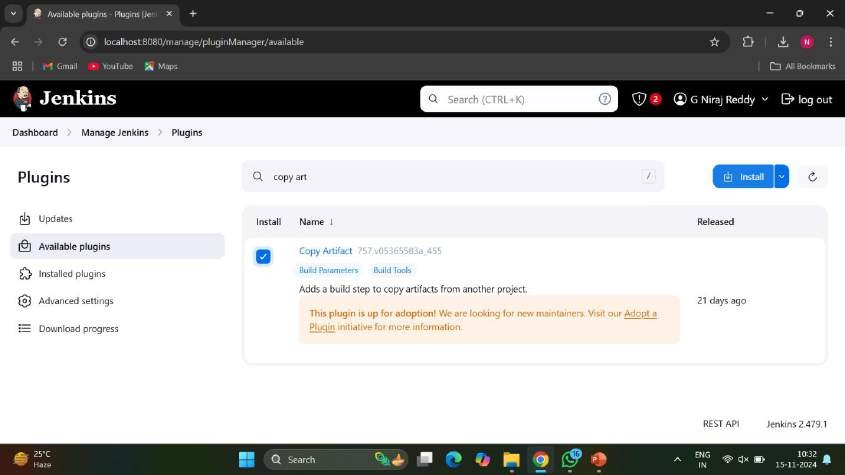 Available plugins - Plugins [Jen
localhost:8080/manage/pluginManager/available
Gmail
YouTube
Maps
All Bookmarks
Jenkins
Search (CTRL+K)
?
2
G Niraj Reddy
log out
Dashboard > Manage Jenkins > Plugins
Plugins
copy art
/
Install
Updates
Available plugins
Installed plugins
Advanced settings
Download progress
Install Name ↓ Released
Copy Artifact 757.v05365583a_455
Build Parameters Build Tools
Adds a build step to copy artifacts from another project.
This plugin is up for adoption! We are looking for new maintainers. Visit our Adopt a
Plugin initiative for more information.
21 days ago
REST API Jenkins 2.479.1
25°C
Haze
Search
16
ENG
IN
10:32
15-11-2024
N